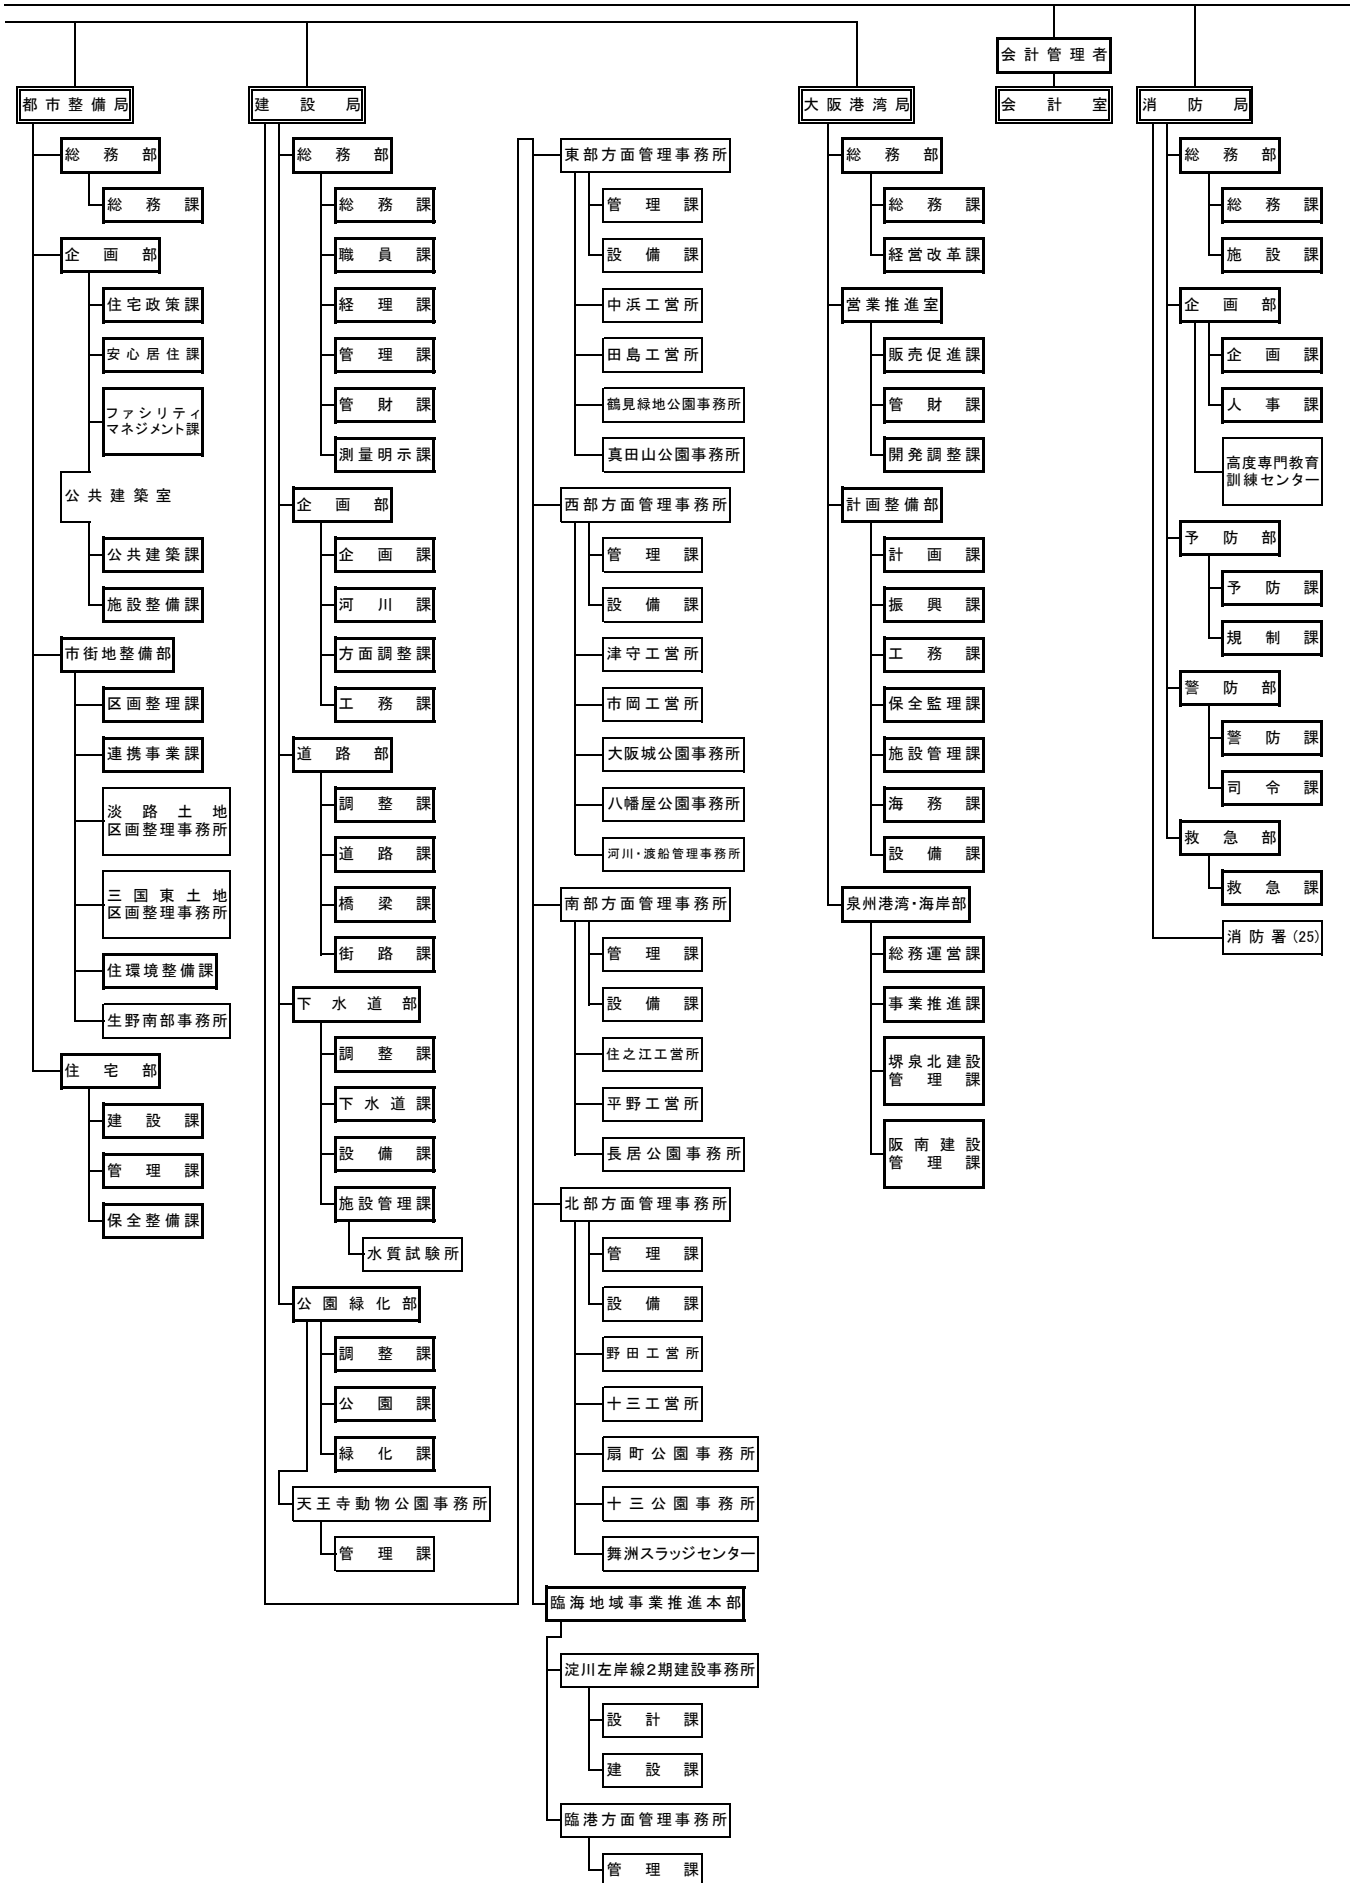 会計管理者
都市整備局
総務部
総務課
企画部
住宅政策課
安心居住課
ファシリティ
マネジメント課
公共建築室
公共建築課
施設整備課
市街地整備部
区画整理課
連携事業課
淡路土地
区画整理事務所
三国東土地
区画整理事務所
住環境整備課
生野南部事務所
住宅部
建設課
管理課
保全整備課
建設局
総務部
総務課
職員課
経理課
管理課
管財課
測量明示課
企画部
企画課
河川課
方面調整課
工務課
道路部
調整課
道路課
橋梁課
街路課
下水道部
調整課
下水道課
設備課
施設管理課
水質試験所
公園緑化部
調整課
公園課
緑化課
天王寺動物公園事務所
管理課
東部方面管理事務所
管理課
設備課
中浜工営所
田島工営所
鶴見緑地公園事務所
真田山公園事務所
西部方面管理事務所
管理課
設備課
津守工営所
市岡工営所
大阪城公園事務所
八幡屋公園事務所
河川・渡船管理事務所
南部方面管理事務所
管理課
設備課
住之江工営所
平野工営所
長居公園事務所
北部方面管理事務所
管理課
設備課
野田工営所
十三工営所
扇町公園事務所
十三公園事務所
舞洲スラッジセンター
臨海地域事業推進本部
淀川左岸線2期建設事務所
設計課
建設課
臨港方面管理事務所
管理課
大阪港湾局
総務部
総務課
経営改革課
営業推進室
販売促進課
管財課
開発調整課
計画整備部
計画課
振興課
工務課
保全監理課
施設管理課
海務課
設備課
泉州港湾・海岸部
総務運営課
事業推進課
堺泉北建設
管理課
阪南建設
管理課
会計室
消防局
総務部
総務課
施設課
企画部
企画課
人事課
高度専門教育
訓練センター
予防部
予防課
規制課
警防部
警防課
司令課
救急部
救急課
消防署(25)